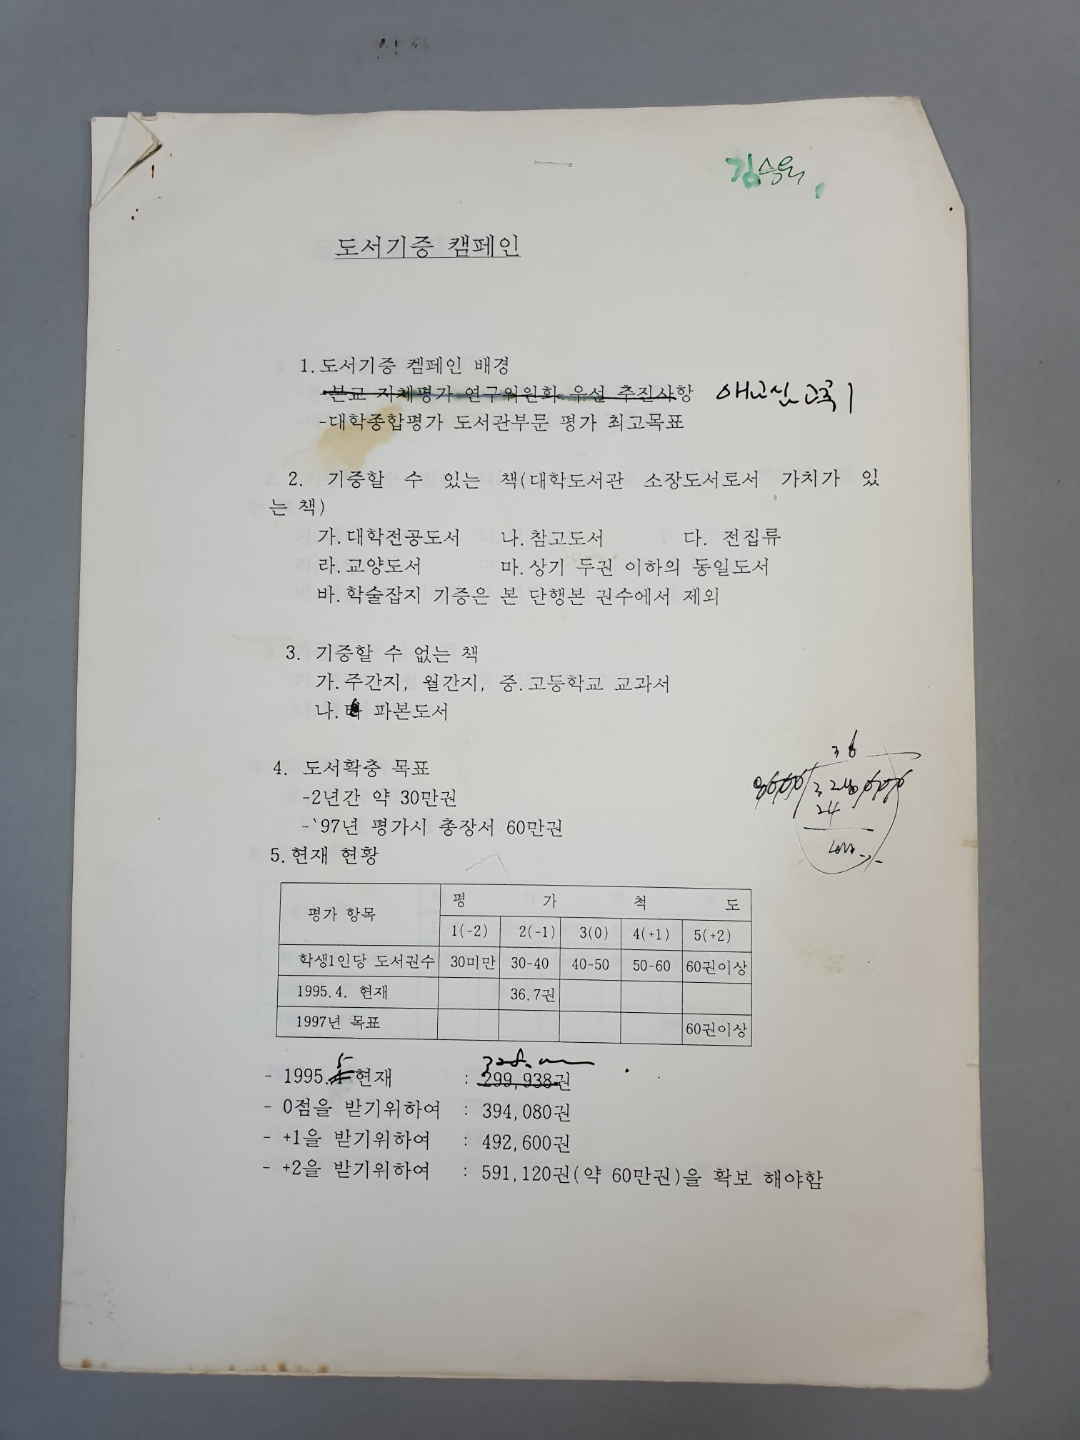 도서기증 캠페인
1.도서기증 켐페인 배경
-본교 자체평가 연구위원회 우선 추진사항 애교심 고취
-대학종합평가 도서관부문 평가 최고목표
2. 기증할 수 있는 책(대학도서관 소장도서로서 가치가 있
는 책)
가.대학전공도서 나.참고도서 다. 전집류
라.교양도서 마.상기 두권 이하의 동일도서
바.학술잡지 기증은 본 단행본 권수에서 제외
3. 기증할 수 없는 책
가.주간지, 월간지, 중.고등학교 교과서
나. 파본도서
4. 도서확충 목표
-2년간 약 30만권
-`97년 평가시 총장서 60만권
36
24
5.현재 현황
평가 항목 평 가 척 도
1(-2) 2(-1) 3(0) 4(+1) 5(+2)
학생1인당 도서권수 30미만 30-40 40-50 50-60 60권이상
1995.4. 현재 36.7권
1997년 목표 60권이상
5
- 1995. 현재 : 299,938권
- 0점을 받기위하여 : 394,080권
- +1을 받기위하여 : 492,600권
- +2을 받기위하여 : 591,120권(약 60만권)을 확보 해야함